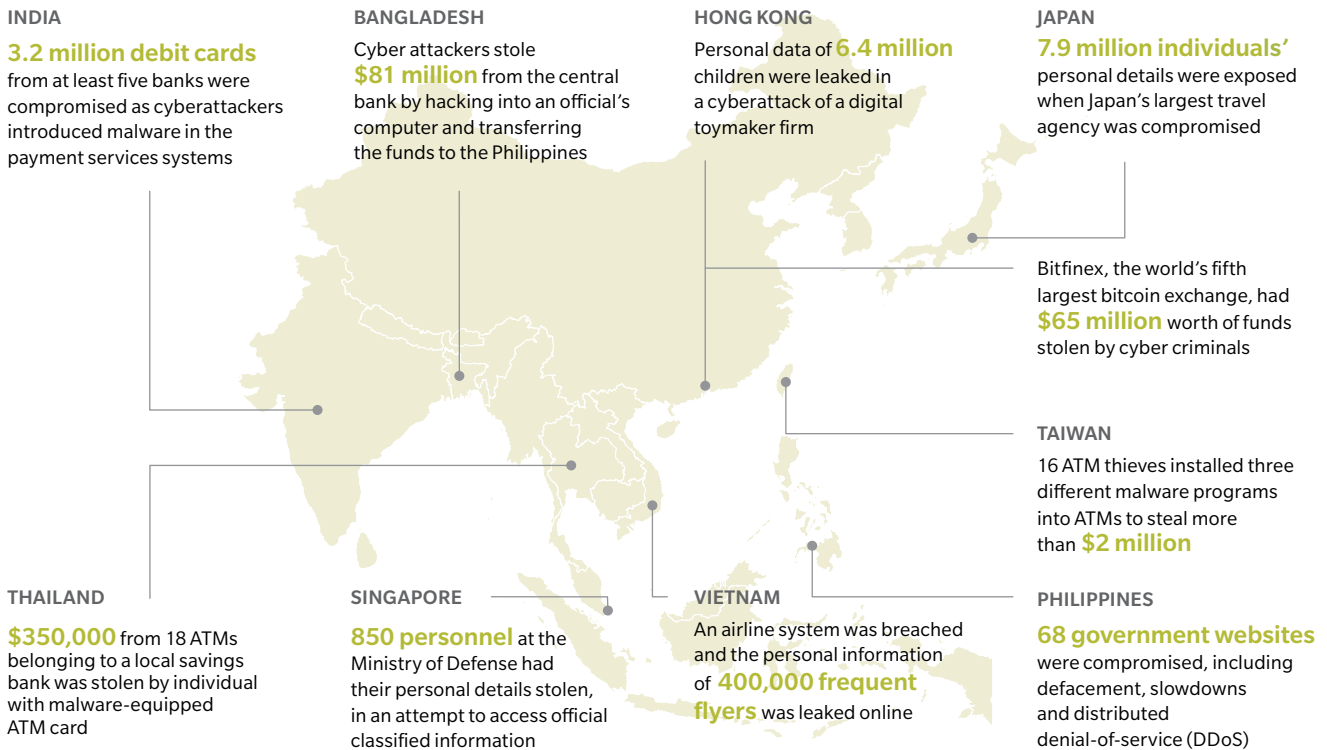 INDIA
3.2 million debit cards
from at least five banks were
compromised as cyberattackers
introduced malware in the
payment services systems
BANGLADESH
Cyber attackers stole
$81 million from the central
bank by hacking into an official's
computer and transferring
the funds to the Philippines
HONG KONG
Personal data of 6.4 million
children were leaked in
a cyberattack of a digital
toymaker firm
JAPAN
7.9 million individuals'
personal details were exposed
when Japan's largest travel
agency was compromised
Bitfinex, the world's fifth
largest bitcoin exchange, had
$65 million worth of funds
stolen by cyber criminals
TAIWAN
16 ATM thieves installed three
different malware programs
into ATMs to steal more
than $2 million
THAILAND
$350,000 from 18 ATMs
belonging to a local savings
bank was stolen by individual
with malware-equipped
ATM card
SINGAPORE
850 personnel at the
Ministry of Defense had
their personal details stolen,
in an attempt to access official
classified information
VIETNAM
An airline system was breached
and the personal information
of 400,000 frequent
flyers was leaked online
PHILIPPINES
68 government websites
were compromised, including
defacement, slowdowns
and distributed
denial-of-service (DDoS)